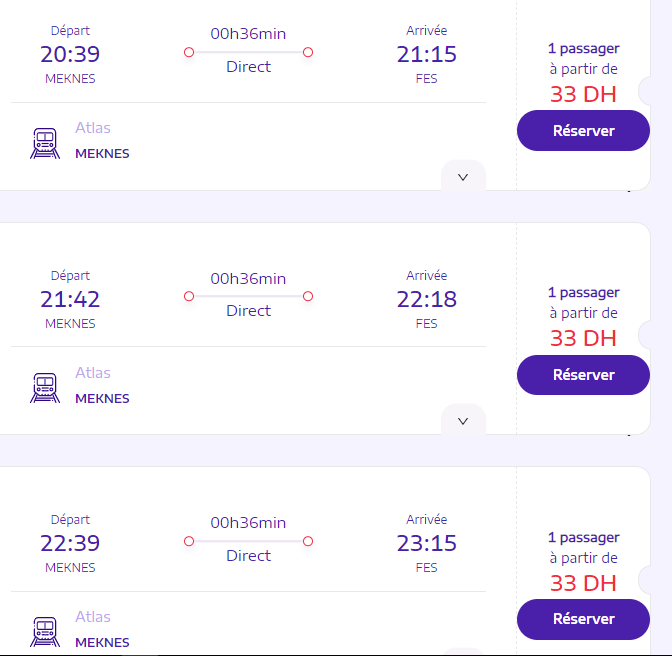 Départ
20:39
MEKNES
00h36min
Direct
Arrivée
21:15
FES
1 passager
à partir de
33 DH
Réserver
Atlas
MEKNES
Départ
21:42
MEKNES
00h36min
Direct
Arrivée
22:18
FES
1 passager
à partir de
33 DH
Réserver
Atlas
MEKNES
Départ
22:39
MEKNES
00h36min
Direct
Arrivée
23:15
FES
1 passager
à partir de
33 DH
Réserver
Atlas
MEKNES